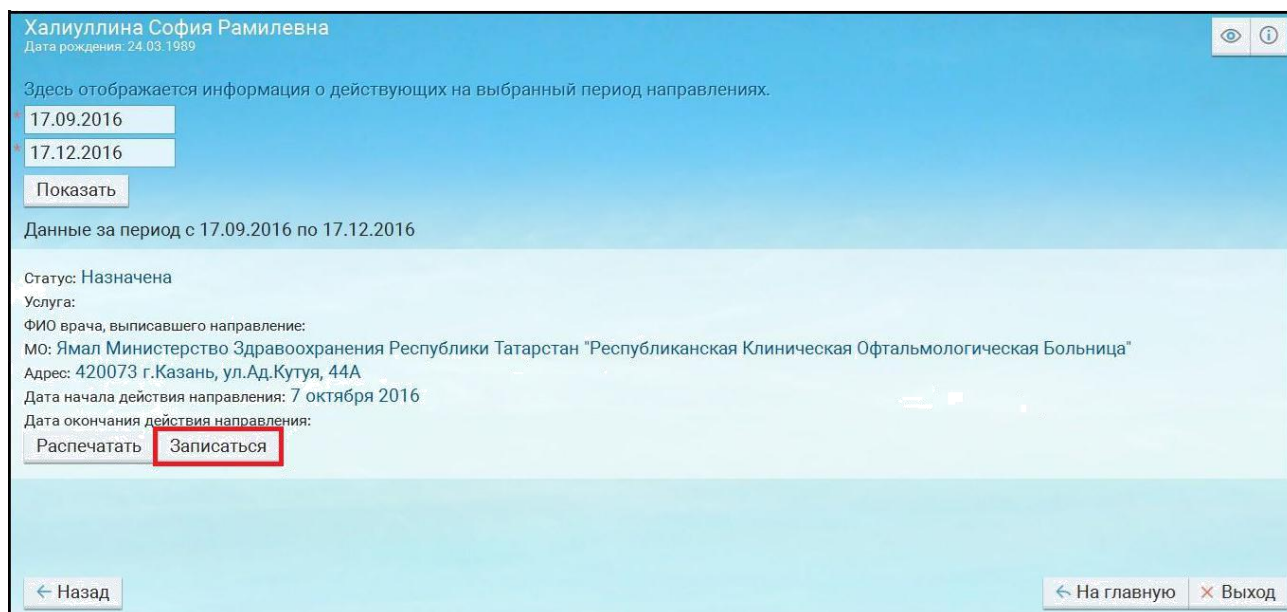 Халиуллина София Рамилевна
Дата рождения: 24.03.1989
Здесь отображается информация о действующих на выбранный период направлениях.
* 17.09.2016
* 17.12.2016
Показать
Данные за период с 17.09.2016 по 17.12.2016
Статус: Назначена
Услуга:
ФИО врача, выписавшего направление:
МО: Ямал Министерство Здравоохранения Республики Татарстан "Республиканская Клиническая Офтальмологическая Больница"
Адрес: 420073 г.Казань, ул.Ад.Кутуя, 44А
Дата начала действия направления: 7 октября 2016
Дата окончания действия направления:
Распечатать Записаться
Назад На главную Выход